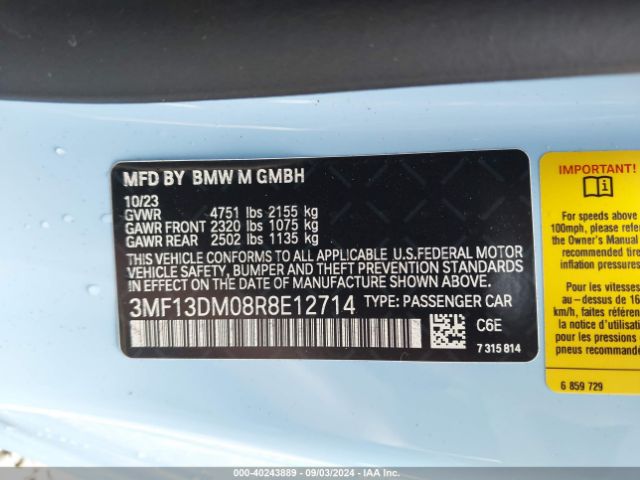 MFD BY BMW M GMBH
10/23
GVWR 4751 lbs 2155 kg
GAWR FRONT 2320 lbs 1075 kg
GAWR REAR 2502 lbs 1135 kg
THIS VEHICLE CONFORMS TO ALL APPLICABLE U.S.FEDERAL MOTOR
VEHICLE SAFETY, BUMPER AND THEFT PREVENTION STANDARDS
IN EFFECT ON THE DATE OF MANUFACTURE SHOWN ABOVE.
3MF13DM08R8E12714 TYPE: PASSENGER CAR
C6E
7 315 814
IMPORTANT!
For speeds above
100mph, please refer
the Owner's Manual
recommended tire
inflation pressures
Pour les vitesses
au-dessus de 16
km/h, faire référen
la notice d'utilisation
pour les pressions
pneus recommandé
6 859 729
000-40243889 - 09/03/2024 - IAA Inc.